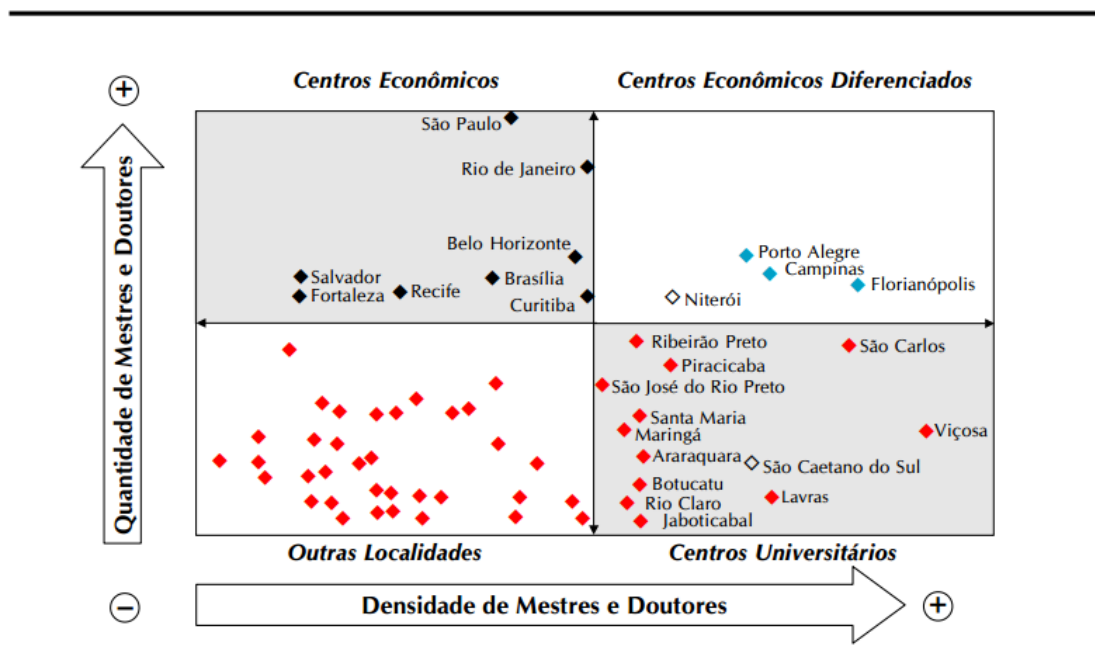 Centros Econômicos
Centros Econômicos Diferenciados
+
Quantidade de Mestres e Doutores
São Paulo
Rio de Janeiro
Belo Horizonte
Salvador
Brasília
Fortaleza
Recife
Curitiba
Porto Alegre
Campinas
Florianópolis
Niterói
Ribeirão Preto
São Carlos
Piracicaba
São José do Rio Preto
Santa Maria
Maringá
Viçosa
Araraquara
São Caetano do Sul
Botucatu
Rio Claro
Lavras
Jaboticabal
Outras Localidades
Centros Universitários
−
Densidade de Mestres e Doutores
+